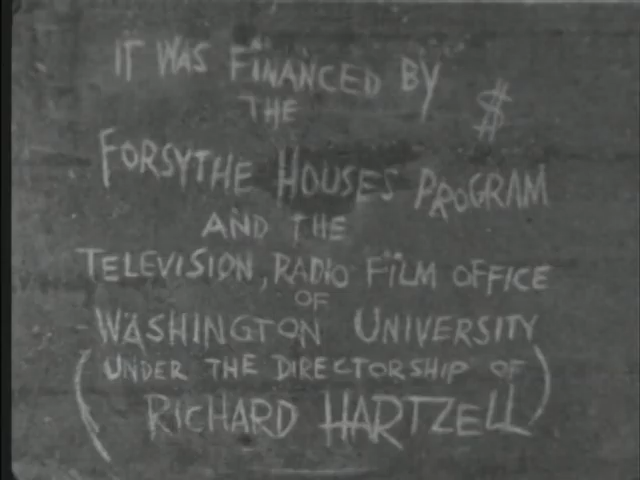 IT WAS FINANCED BY
THE $
FORSYTHE HOUSES PROGRAM
AND THE
TELEVISION, RADIO FILM OFFICE
OF
WASHINGTON UNIVERSITY
(UNDER THE DIRECTORSHIP OF
RICHARD HARTZELL)